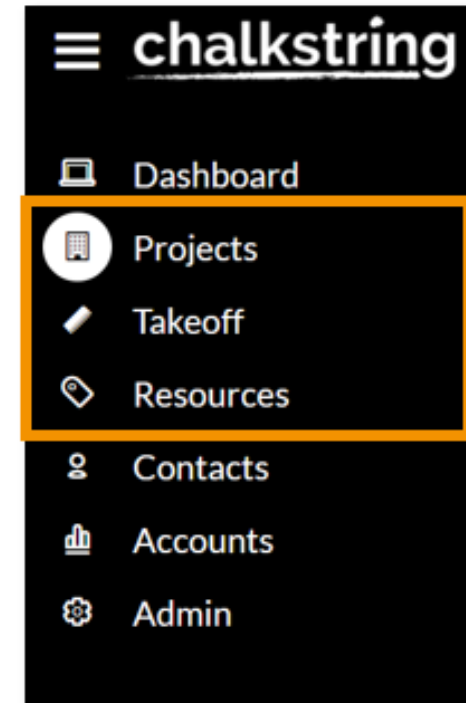 chalkstring
Dashboard
Projects
Takeoff
Resources
Contacts
Accounts
Admin